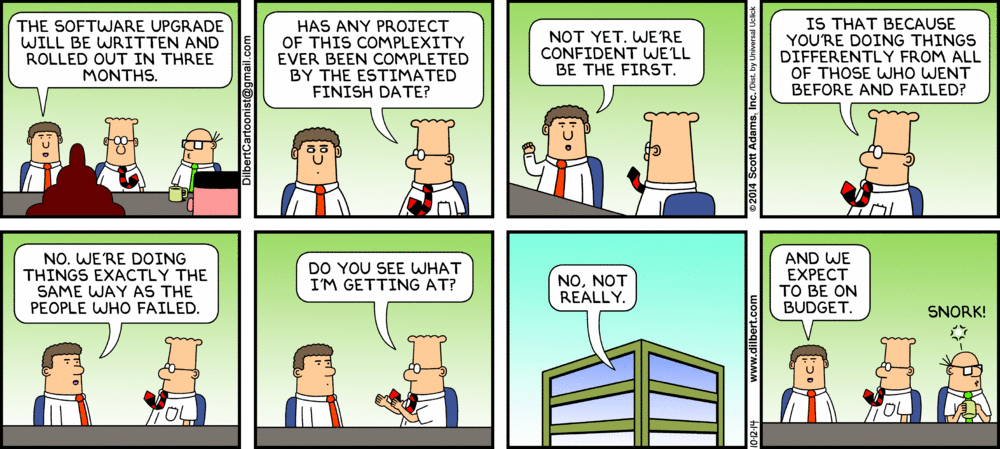 THE SOFTWARE UPGRADE
WILL BE WRITTEN AND
ROLLED OUT IN THREE
MONTHS.
DilbertCartoonist@gmail.com
HAS ANY PROJECT
OF THIS COMPLEXITY
EVER BEEN COMPLETED
BY THE ESTIMATED
FINISH DATE?
NOT YET. WE'RE
CONFIDENT WE'LL
BE THE FIRST.
© 2014 Scott Adams, Inc. /Dist. by Universal Uclick
IS THAT BECAUSE
YOU'RE DOING THINGS
DIFFERENTLY FROM ALL
OF THOSE WHO WENT
BEFORE AND FAILED?
NO. WE'RE DOING
THINGS EXACTLY THE
SAME WAY AS THE
PEOPLE WHO FAILED.
DO YOU SEE WHAT
I'M GETTING AT?
NO, NOT
REALLY.
www.dilbert.com
10-12-14
AND WE
EXPECT
TO BE ON
BUDGET.
SNORK!